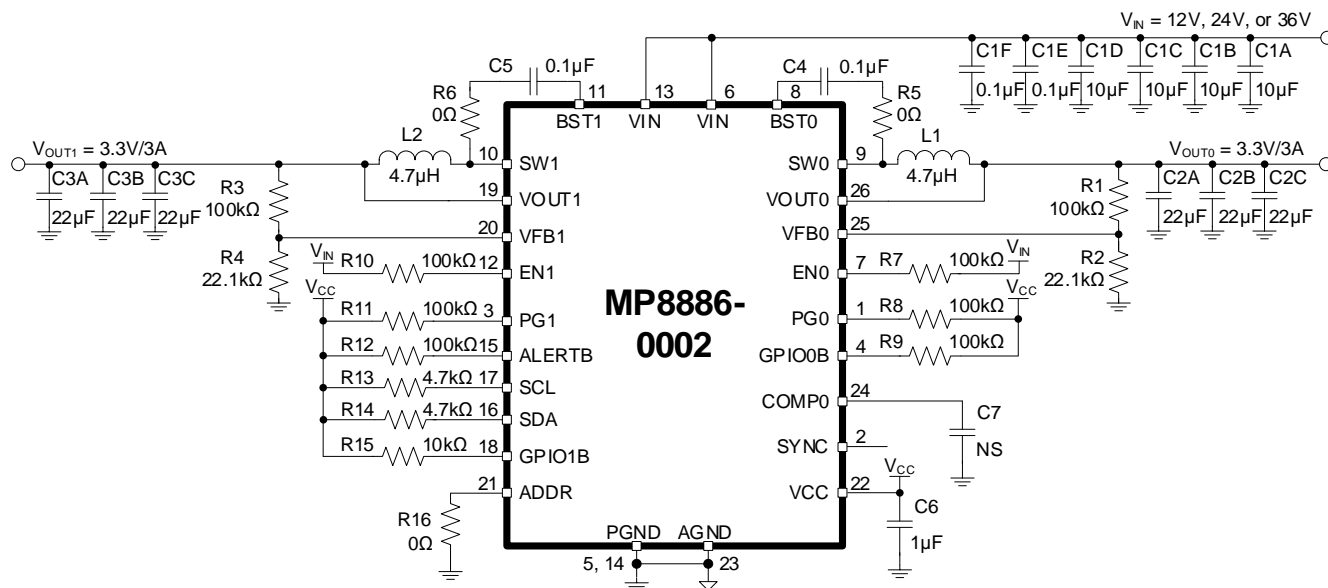 VIN = 12V, 24V, or 36V
C1F C1E C1D C1C C1B C1A
0.1µF 0.1µF 10µF 10µF 10µF 10µF
C5 0.1µF
R6 0Ω
11 13 6 8
C4 0.1µF
R5 0Ω
BST1 VIN VIN BST0
VOUT1 = 3.3V/3A
L2
4.7µH
10 SW1
SW0 9
L1
4.7µH
VOUT0 = 3.3V/3A
C3A C3B C3C
22µF 22µF 22µF
R3
100kΩ
19 VOUT1
VOUT0 26
R1
100kΩ
C2A C2B C2C
22µF 22µF 22µF
20 VFB1
VFB0 25
R4
22.1kΩ
VIN
R10 100kΩ 12 EN1
EN0 7 R7 100kΩ
VIN
R2
22.1kΩ
VCC
R11 100kΩ 3 PG1
MP8886-
0002
PG0 1 R8 100kΩ
VCC
R12 100kΩ 15 ALERTB
GPIO0B 4 R9 100kΩ
R13 4.7kΩ 17 SCL
COMP0 24
C7
NS
R14 4.7kΩ 16 SDA
SYNC 2
R15 10kΩ 18 GPIO1B
21 ADDR
VCC 22
VCC
C6
1µF
R16
0Ω
PGND AGND
5, 14 23